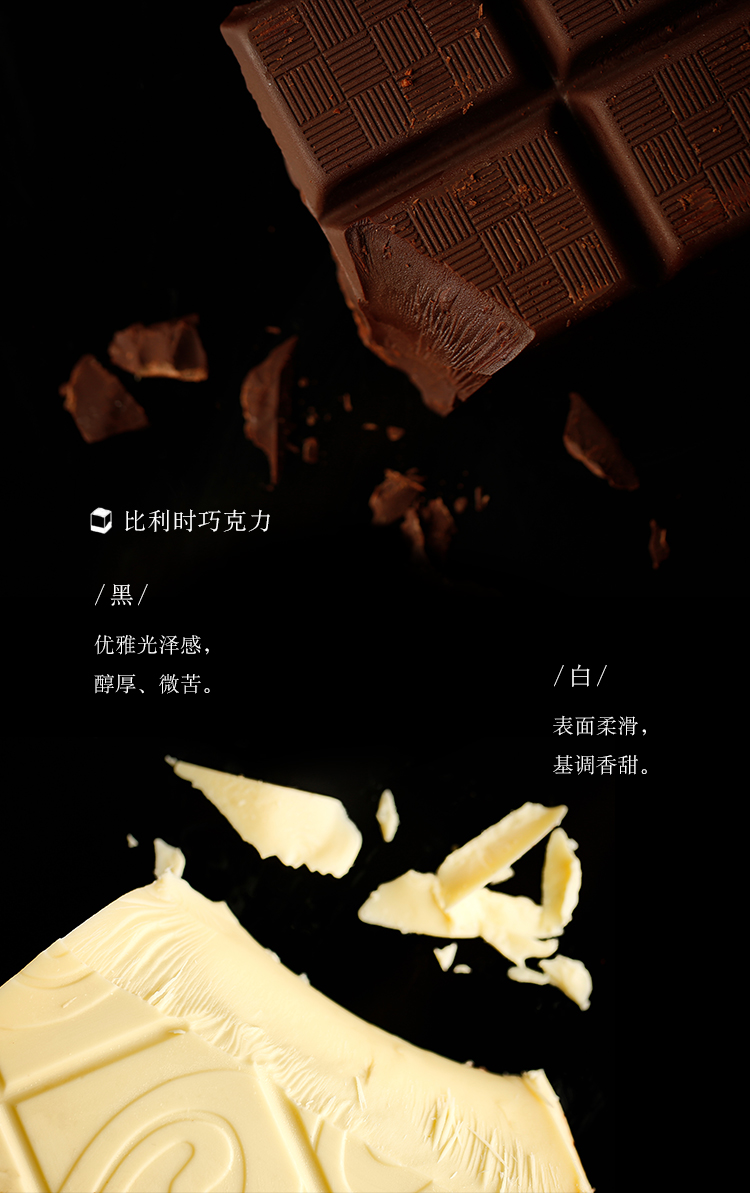 比利时巧克力
/黑/
优雅光泽感，
醇厚、微苦。
/白/
表面柔滑，
基调香甜。